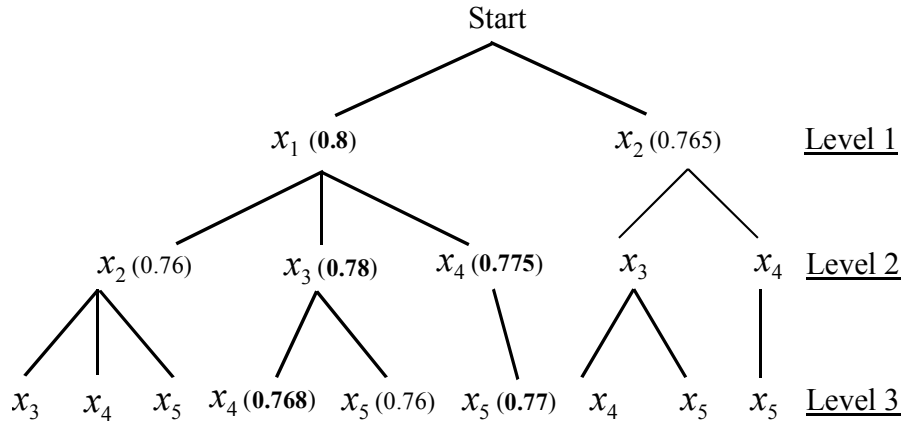 Start
x₁ (0.8) x₂ (0.765) Level 1
x₂ (0.76) x₃ (0.78) x₄ (0.775) x₃ x₄ Level 2
x₃ x₄ x₅ x₄ (0.768) x₅ (0.76) x₅ (0.77) x₄ x₅ x₅ Level 3